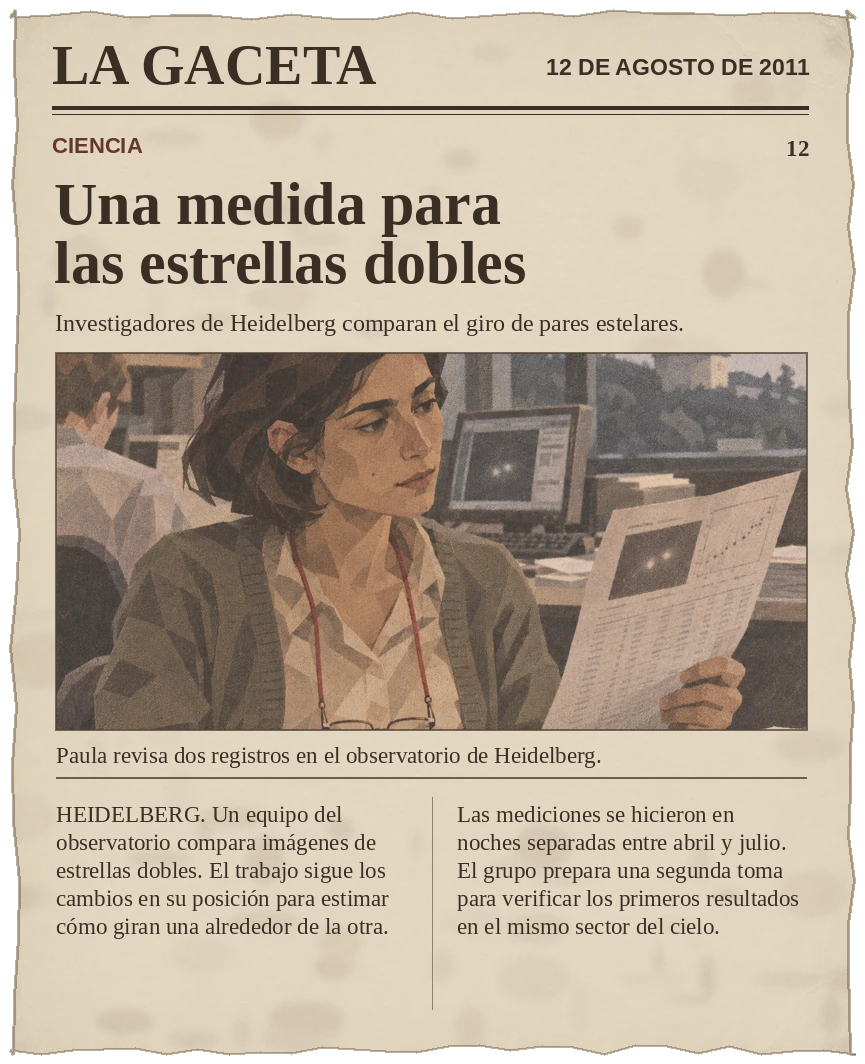 LA GACETA
12 DE AGOSTO DE 2011
CIENCIA
12
Una medida para
las estrellas dobles
Investigadores de Heidelberg comparan el giro de pares estelares.
Paula revisa dos registros en el observatorio de Heidelberg.
HEIDELBERG. Un equipo del
observatorio compara imágenes de
estrellas dobles. El trabajo sigue los
cambios en su posición para estimar
cómo giran una alrededor de la otra.
Las mediciones se hicieron en
noches separadas entre abril y julio.
El grupo prepara una segunda toma
para verificar los primeros resultados
en el mismo sector del cielo.